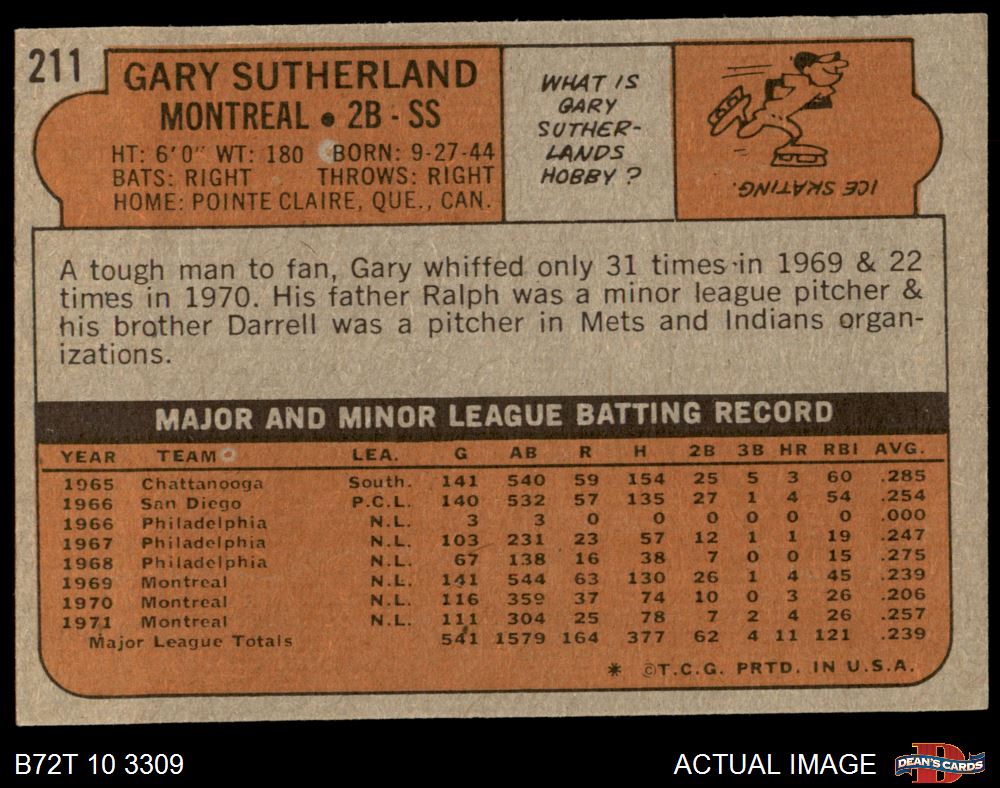 211
GARY SUTHERLAND
MONTREAL • 2B - SS
HT: 6'0" WT: 180 BORN: 9-27-44
BATS: RIGHT THROWS: RIGHT
HOME: POINTE CLAIRE, QUE., CAN.
WHAT IS
GARY
SUTHER-
LANDS
HOBBY?
ICE SKATING.
A tough man to fan, Gary whiffed only 31 times in 1969 & 22
times in 1970. His father Ralph was a minor league pitcher &
his brother Darrell was a pitcher in Mets and Indians organ-
izations.
MAJOR AND MINOR LEAGUE BATTING RECORD
YEAR TEAM LEA. G AB R H 2B 3B HR RBI AVG.
1965 Chattanooga South. 141 540 59 154 25 5 3 60 .285
1966 San Diego P.C.L. 140 532 57 135 27 1 4 54 .254
1966 Philadelphia N.L. 3 3 0 0 0 0 0 0 .000
1967 Philadelphia N.L. 103 231 23 57 12 1 1 19 .247
1968 Philadelphia N.L. 67 138 16 38 7 0 0 15 .275
1969 Montreal N.L. 141 544 63 130 26 1 4 45 .239
1970 Montreal N.L. 116 359 37 74 10 0 3 26 .206
1971 Montreal N.L. 111 304 25 78 7 2 4 26 .257
Major League Totals 541 1579 164 377 62 4 11 121 .239
* ©T.C.G. PRTD. IN U.S.A.
B72T 10 3309
ACTUAL IMAGE
D
DEAN'S CARDS